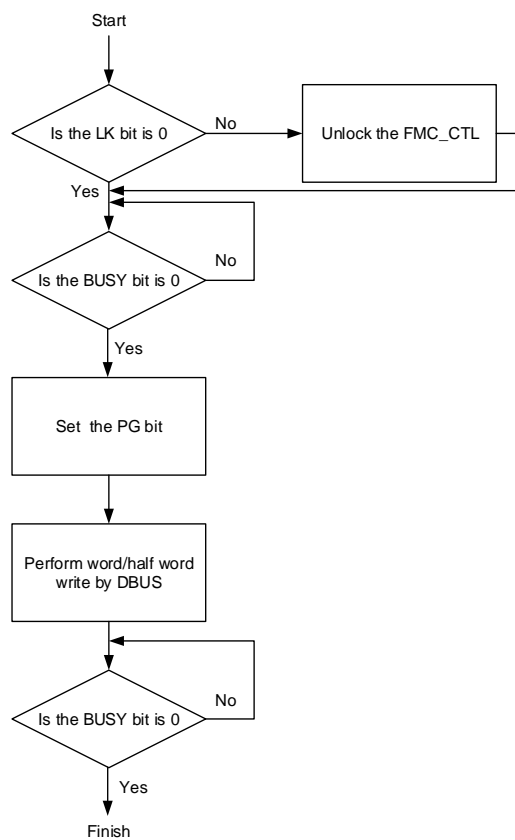 Start
Is the LK bit is 0
No
Unlock the FMC_CTL
Yes
Is the BUSY bit is 0
No
Yes
Set the PG bit
Perform word/half word
write by DBUS
Is the BUSY bit is 0
No
Yes
Finish